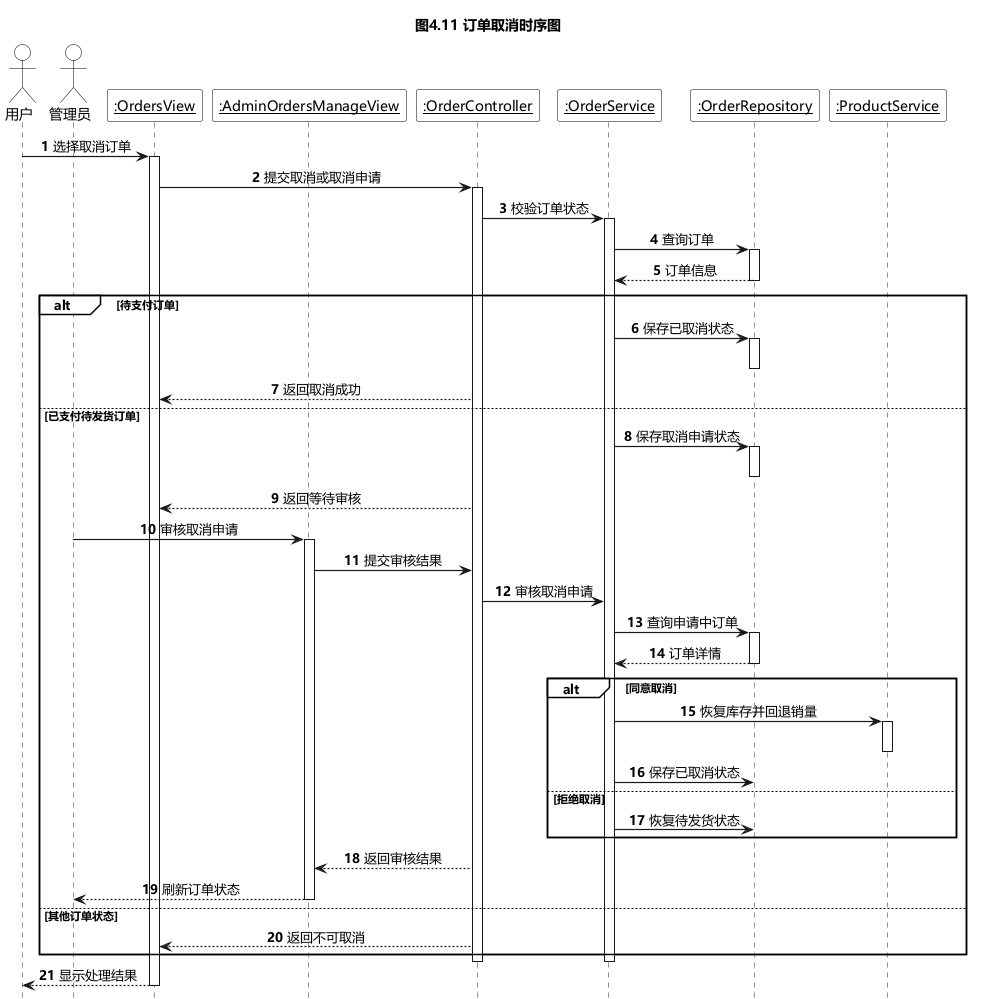 图4.11 订单取消时序图
用户
管理员
:OrdersView
:AdminOrdersManageView
:OrderController
:OrderService
:OrderRepository
:ProductService
1 选择取消订单
2 提交取消或取消申请
3 校验订单状态
4 查询订单
5 订单信息
alt [待支付订单]
6 保存已取消状态
7 返回取消成功
[已支付待发货订单]
8 保存取消申请状态
9 返回等待审核
10 审核取消申请
11 提交审核结果
12 审核取消申请
13 查询申请中订单
14 订单详情
alt [同意取消]
15 恢复库存并回退销量
16 保存已取消状态
[拒绝取消]
17 恢复待发货状态
18 返回审核结果
19 刷新订单状态
[其他订单状态]
20 返回不可取消
21 显示处理结果